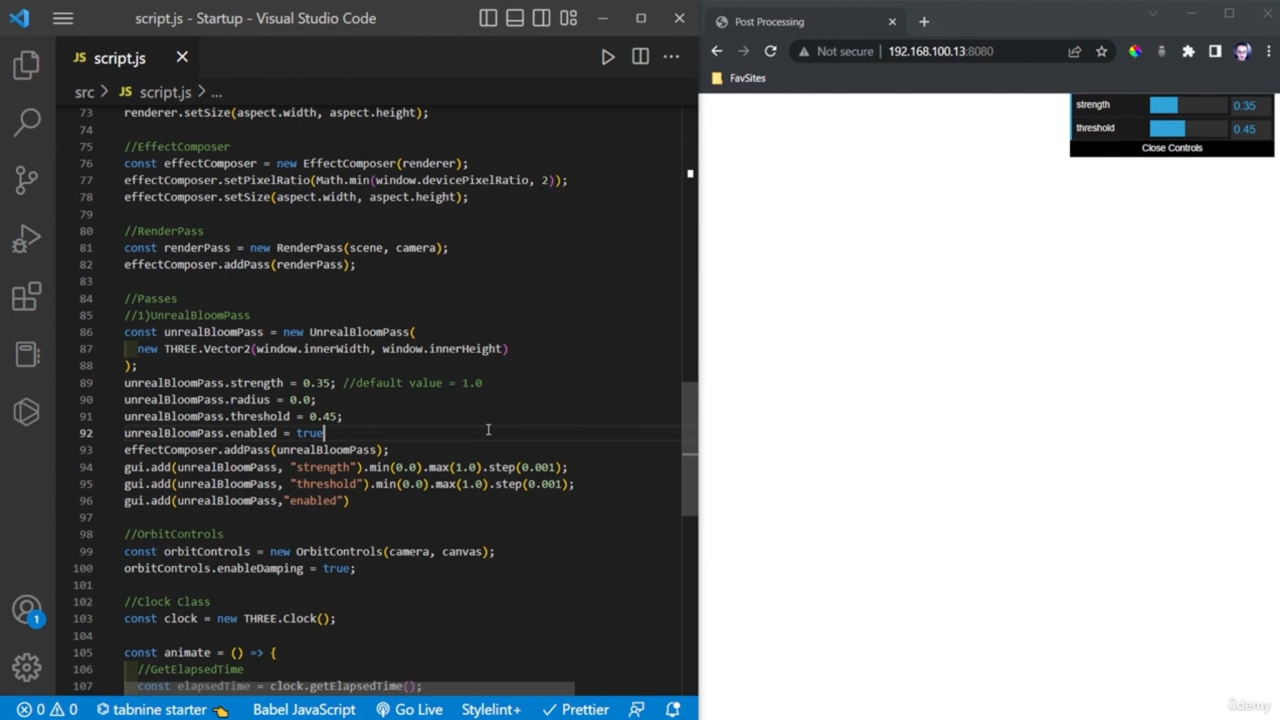 script.js - Startup - Visual Studio Code
JS script.js
src > JS script.js > ...
73 renderer.setSize(aspect.width, aspect.height);
74
75 //EffectComposer
76 const effectComposer = new EffectComposer(renderer);
77 effectComposer.setPixelRatio(Math.min(window.devicePixelRatio, 2));
78 effectComposer.setSize(aspect.width, aspect.height);
79
80 //RenderPass
81 const renderPass = new RenderPass(scene, camera);
82 effectComposer.addPass(renderPass);
83
84 //Passes
85 //1)UnrealBloomPass
86 const unrealBloomPass = new UnrealBloomPass(
87 new THREE.Vector2(window.innerWidth, window.innerHeight)
88 );
89 unrealBloomPass.strength = 0.35; //default value = 1.0
90 unrealBloomPass.radius = 0.0;
91 unrealBloomPass.threshold = 0.45;
92 unrealBloomPass.enabled = true
93 effectComposer.addPass(unrealBloomPass);
94 gui.add(unrealBloomPass, "strength").min(0.0).max(1.0).step(0.001);
95 gui.add(unrealBloomPass, "threshold").min(0.0).max(1.0).step(0.001);
96 gui.add(unrealBloomPass,"enabled")
97
98 //OrbitControls
99 const orbitControls = new OrbitControls(camera, canvas);
100 orbitControls.enableDamping = true;
101
102 //Clock Class
103 const clock = new THREE.Clock();
104
105 const animate = () => {
106 //GetElapsedTime
107 const elapsedTime = clock.getElapsedTime();
1
0 0 tabnine starter Babel JavaScript Go Live Stylelint+ Prettier
Post Processing
Not secure 192.168.100.13:8080
FavSites
strength 0.35
threshold 0.45
Close Controls
ûdemy